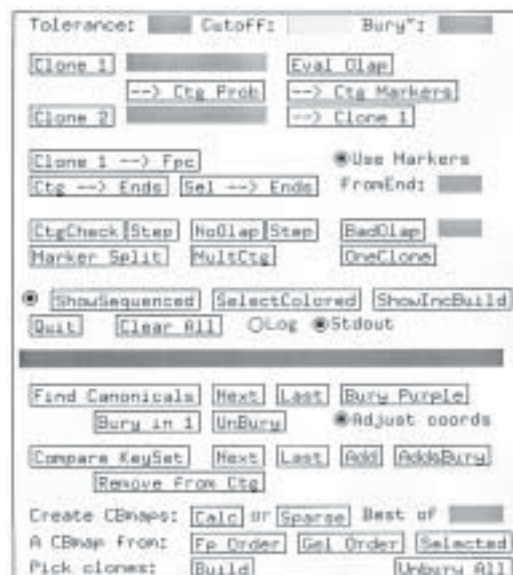 Tolerance: Cutoff: Bury~:
Clone 1 Eval Olap
--> Ctg Prob --> Ctg Markers
Clone 2 --> Clone 1
Clone 1 --> Fpc Use Markers
Ctg --> Ends Sel --> Ends FromEnd:
CtgCheck Step NoOlap Step BadOlap
Marker Split MultCtg OneClone
ShowSequenced SelectColored ShowIncBuild
Quit Clear All Log Stdout
Find Canonicals Next Last Bury Purple
Bury in 1 UnBury Adjust coords
Compare KeySet Next Last Add Add&Bury
Remove From Ctg
Create CBmaps: Calc or Sparse Best of
A CBmap from: Fp Order Gel Order Selected
Pick clones: Build Unbury All